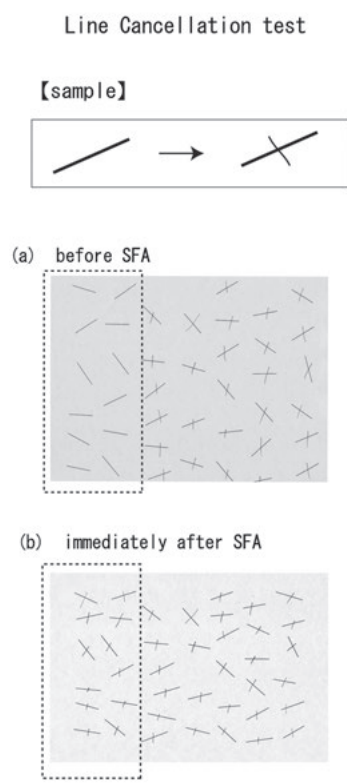 Line Cancellation test
【sample】
(a) before SFA
(b) immediately after SFA